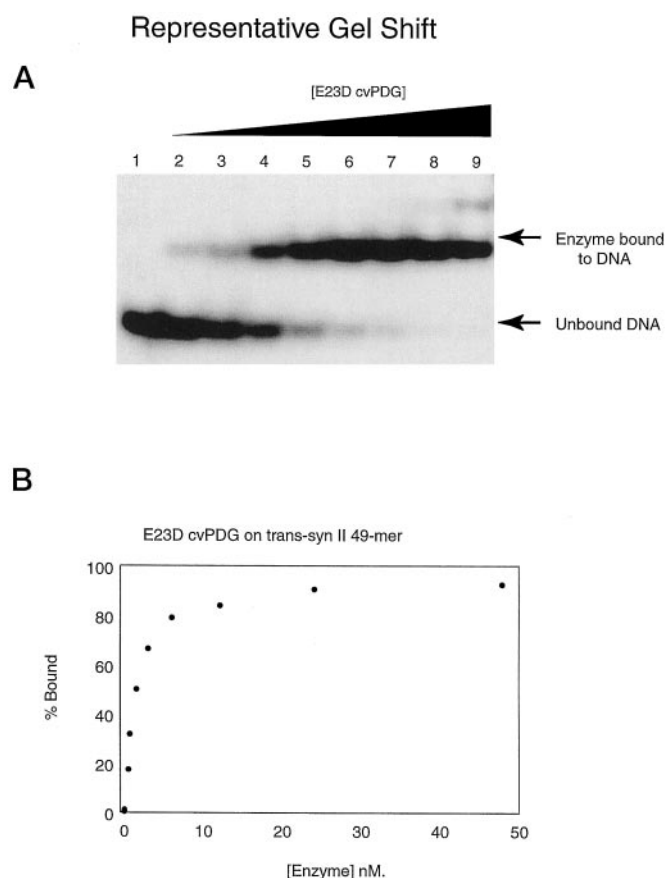 Representative Gel Shift
A
[E23D cvPDG]
1 2 3 4 5 6 7 8 9
Enzyme bound
to DNA
Unbound DNA
B
E23D cvPDG on trans-syn II 49-mer
100
80
60
40
20
0
% Bound
0 10 20 30 40 50
[Enzyme] nM.